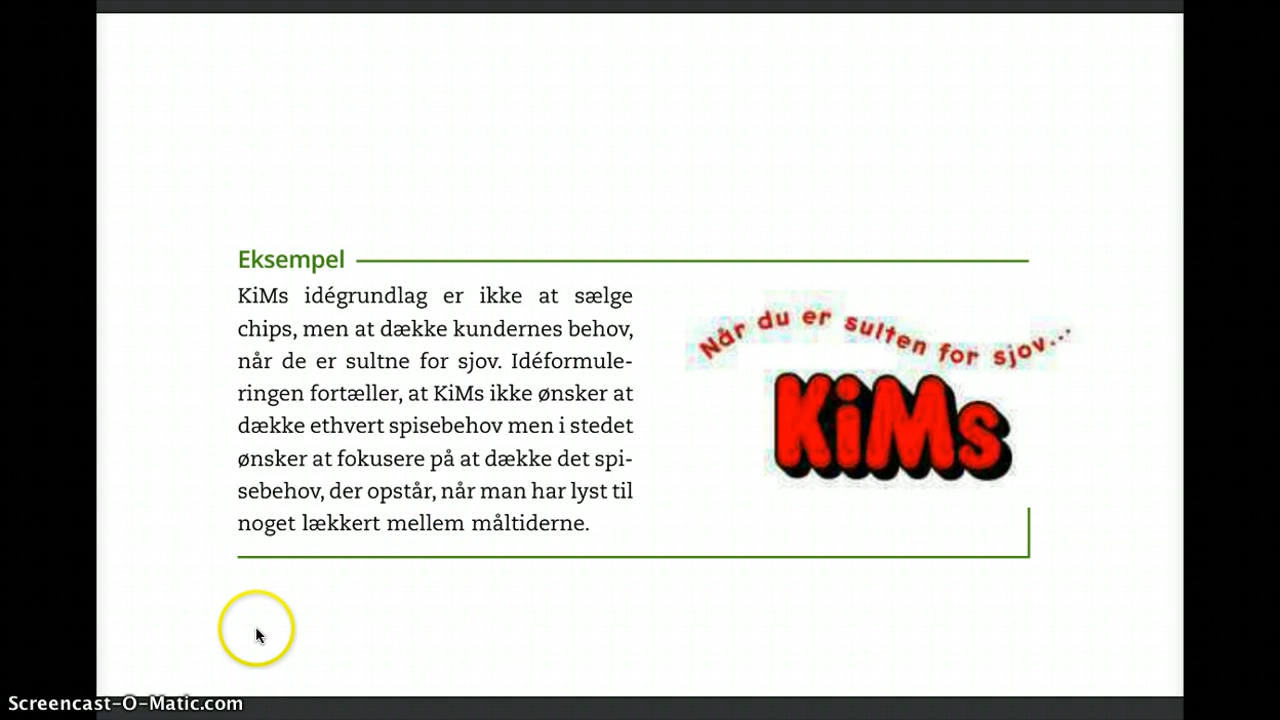 Eksempel
KiMs idégrundlag er ikke at sælge
chips, men at dække kundernes behov,
når de er sultne for sjov. Idéformule-
ringen fortæller, at KiMs ikke ønsker at
dække ethvert spisebehov men i stedet
ønsker at fokusere på at dække det spi-
sebehov, der opstår, når man har lyst til
noget lækkert mellem måltiderne.
Når du er sulten for sjov...
KiMs
Screencast-O-Matic.com